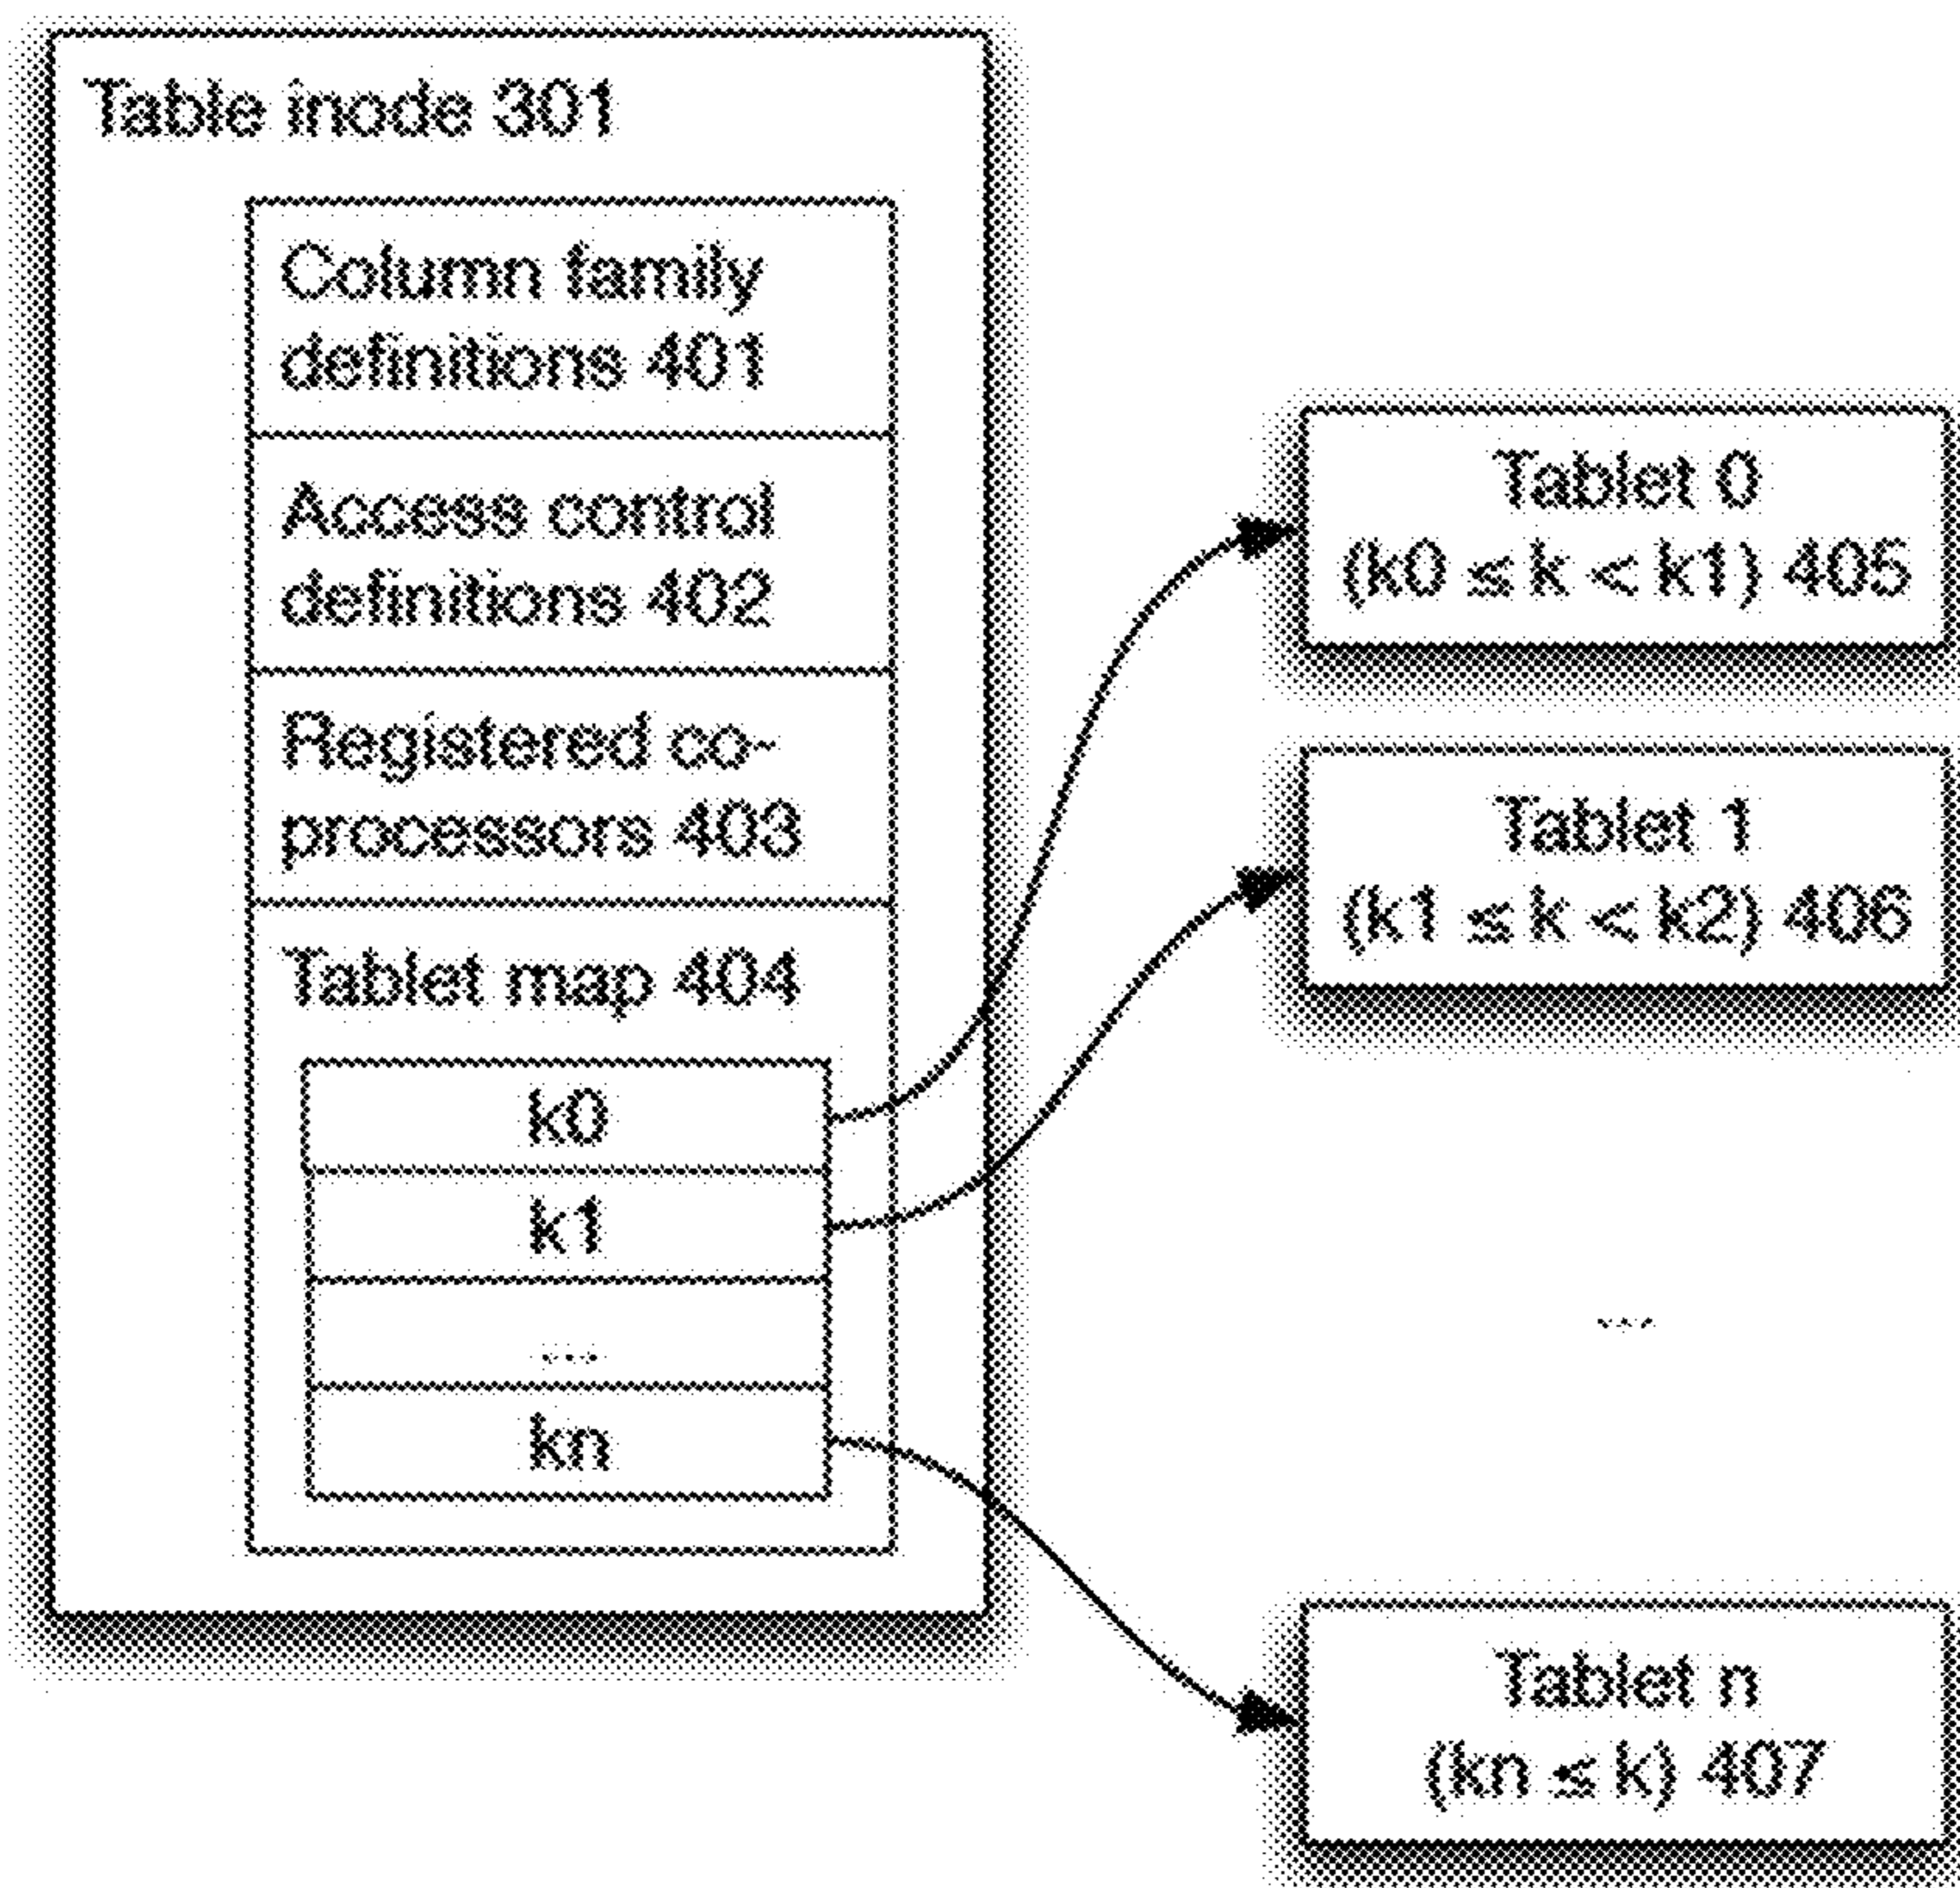 Table inode 301
Column family
definitions 401
Access control
definitions 402
Registered co-
processors 403
Tablet map 404
k0
k1
...
kn
Tablet 0
(k0 ≤ k < k1) 405
Tablet 1
(k1 ≤ k < k2) 406
...
Tablet n
(kn ≤ k) 407